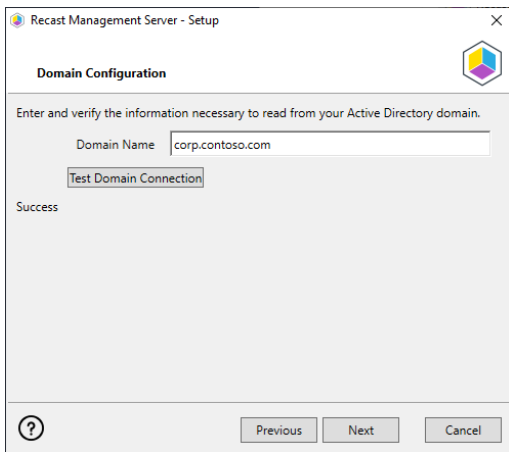 Recast Management Server - Setup
Domain Configuration
Enter and verify the information necessary to read from your Active Directory domain.
Domain Name corp.contoso.com
Test Domain Connection
Success
? Previous Next Cancel